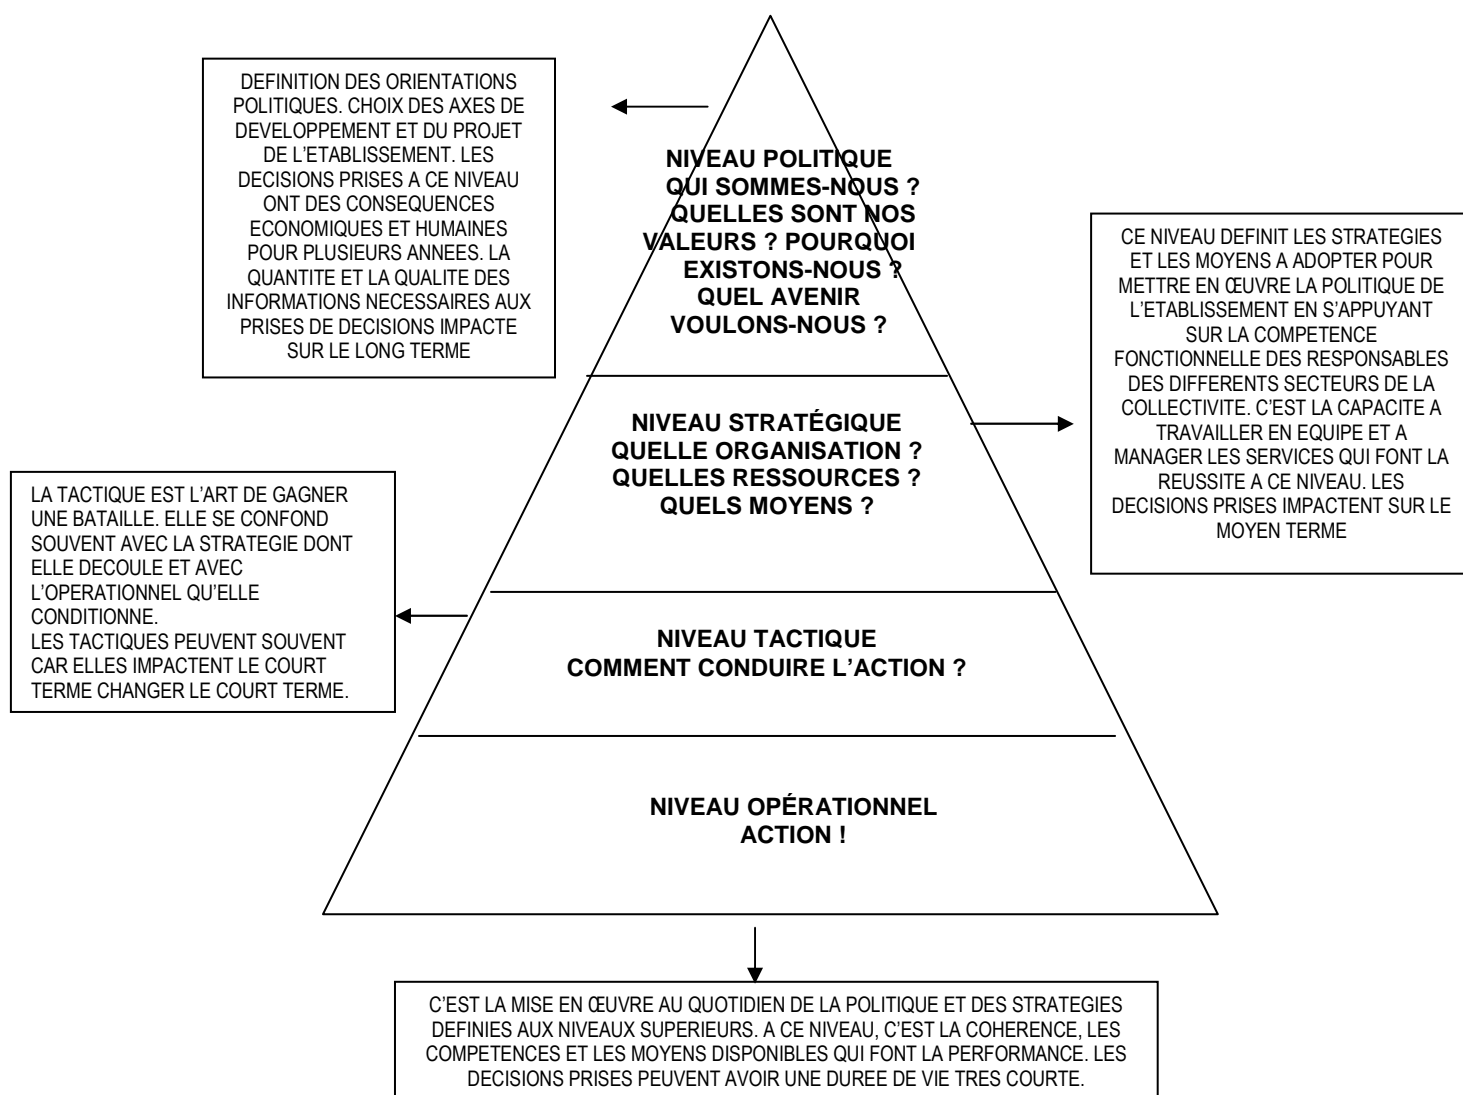 DEFINITION DES ORIENTATIONS
POLITIQUES. CHOIX DES AXES DE
DEVELOPPEMENT ET DU PROJET
DE L'ETABLISSEMENT. LES
DECISIONS PRISES A CE NIVEAU
ONT DES CONSEQUENCES
ECONOMIQUES ET HUMAINES
POUR PLUSIEURS ANNEES. LA
QUANTITE ET LA QUALITE DES
INFORMATIONS NECESSAIRES AUX
PRISES DE DECISIONS IMPACTE
SUR LE LONG TERME
NIVEAU POLITIQUE
QUI SOMMES-NOUS ?
QUELLES SONT NOS
VALEURS ? POURQUOI
EXISTONS-NOUS ?
QUEL AVENIR
VOULONS-NOUS ?
CE NIVEAU DEFINIT LES STRATEGIES
ET LES MOYENS A ADOPTER POUR
METTRE EN ŒUVRE LA POLITIQUE DE
L'ETABLISSEMENT EN S'APPUYANT
SUR LA COMPETENCE
FONCTIONNELLE DES RESPONSABLES
DES DIFFERENTS SECTEURS DE LA
COLLECTIVITE. C'EST LA CAPACITE A
TRAVAILLER EN EQUIPE ET A
MANAGER LES SERVICES QUI FONT LA
REUSSITE A CE NIVEAU. LES
DECISIONS PRISES IMPACTENT SUR LE
MOYEN TERME
NIVEAU STRATÉGIQUE
QUELLE ORGANISATION ?
QUELLES RESSOURCES ?
QUELS MOYENS ?
LA TACTIQUE EST L'ART DE GAGNER
UNE BATAILLE. ELLE SE CONFOND
SOUVENT AVEC LA STRATEGIE DONT
ELLE DECOULE ET AVEC
L'OPERATIONNEL QU'ELLE
CONDITIONNE.
LES TACTIQUES PEUVENT SOUVENT
CAR ELLES IMPACTENT LE COURT
TERME CHANGER LE COURT TERME.
NIVEAU TACTIQUE
COMMENT CONDUIRE L'ACTION ?
NIVEAU OPÉRATIONNEL
ACTION !
C'EST LA MISE EN ŒUVRE AU QUOTIDIEN DE LA POLITIQUE ET DES STRATEGIES
DEFINIES AUX NIVEAUX SUPERIEURS. A CE NIVEAU, C'EST LA COHERENCE, LES
COMPETENCES ET LES MOYENS DISPONIBLES QUI FONT LA PERFORMANCE. LES
DECISIONS PRISES PEUVENT AVOIR UNE DUREE DE VIE TRES COURTE.